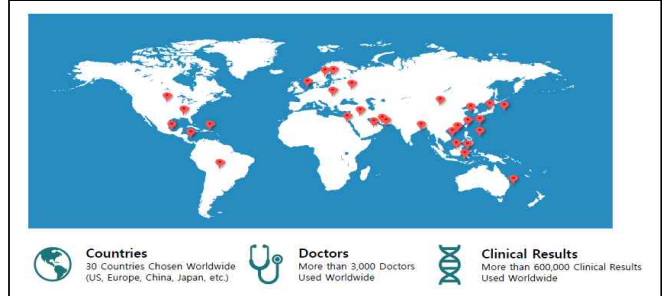 Countries
30 Countries Chosen Worldwide
(US, Europe, China, Japan, etc.)
Doctors
More than 3,000 Doctors
Used Worldwide
Clinical Results
More than 600,000 Clinical Results
Used Worldwide